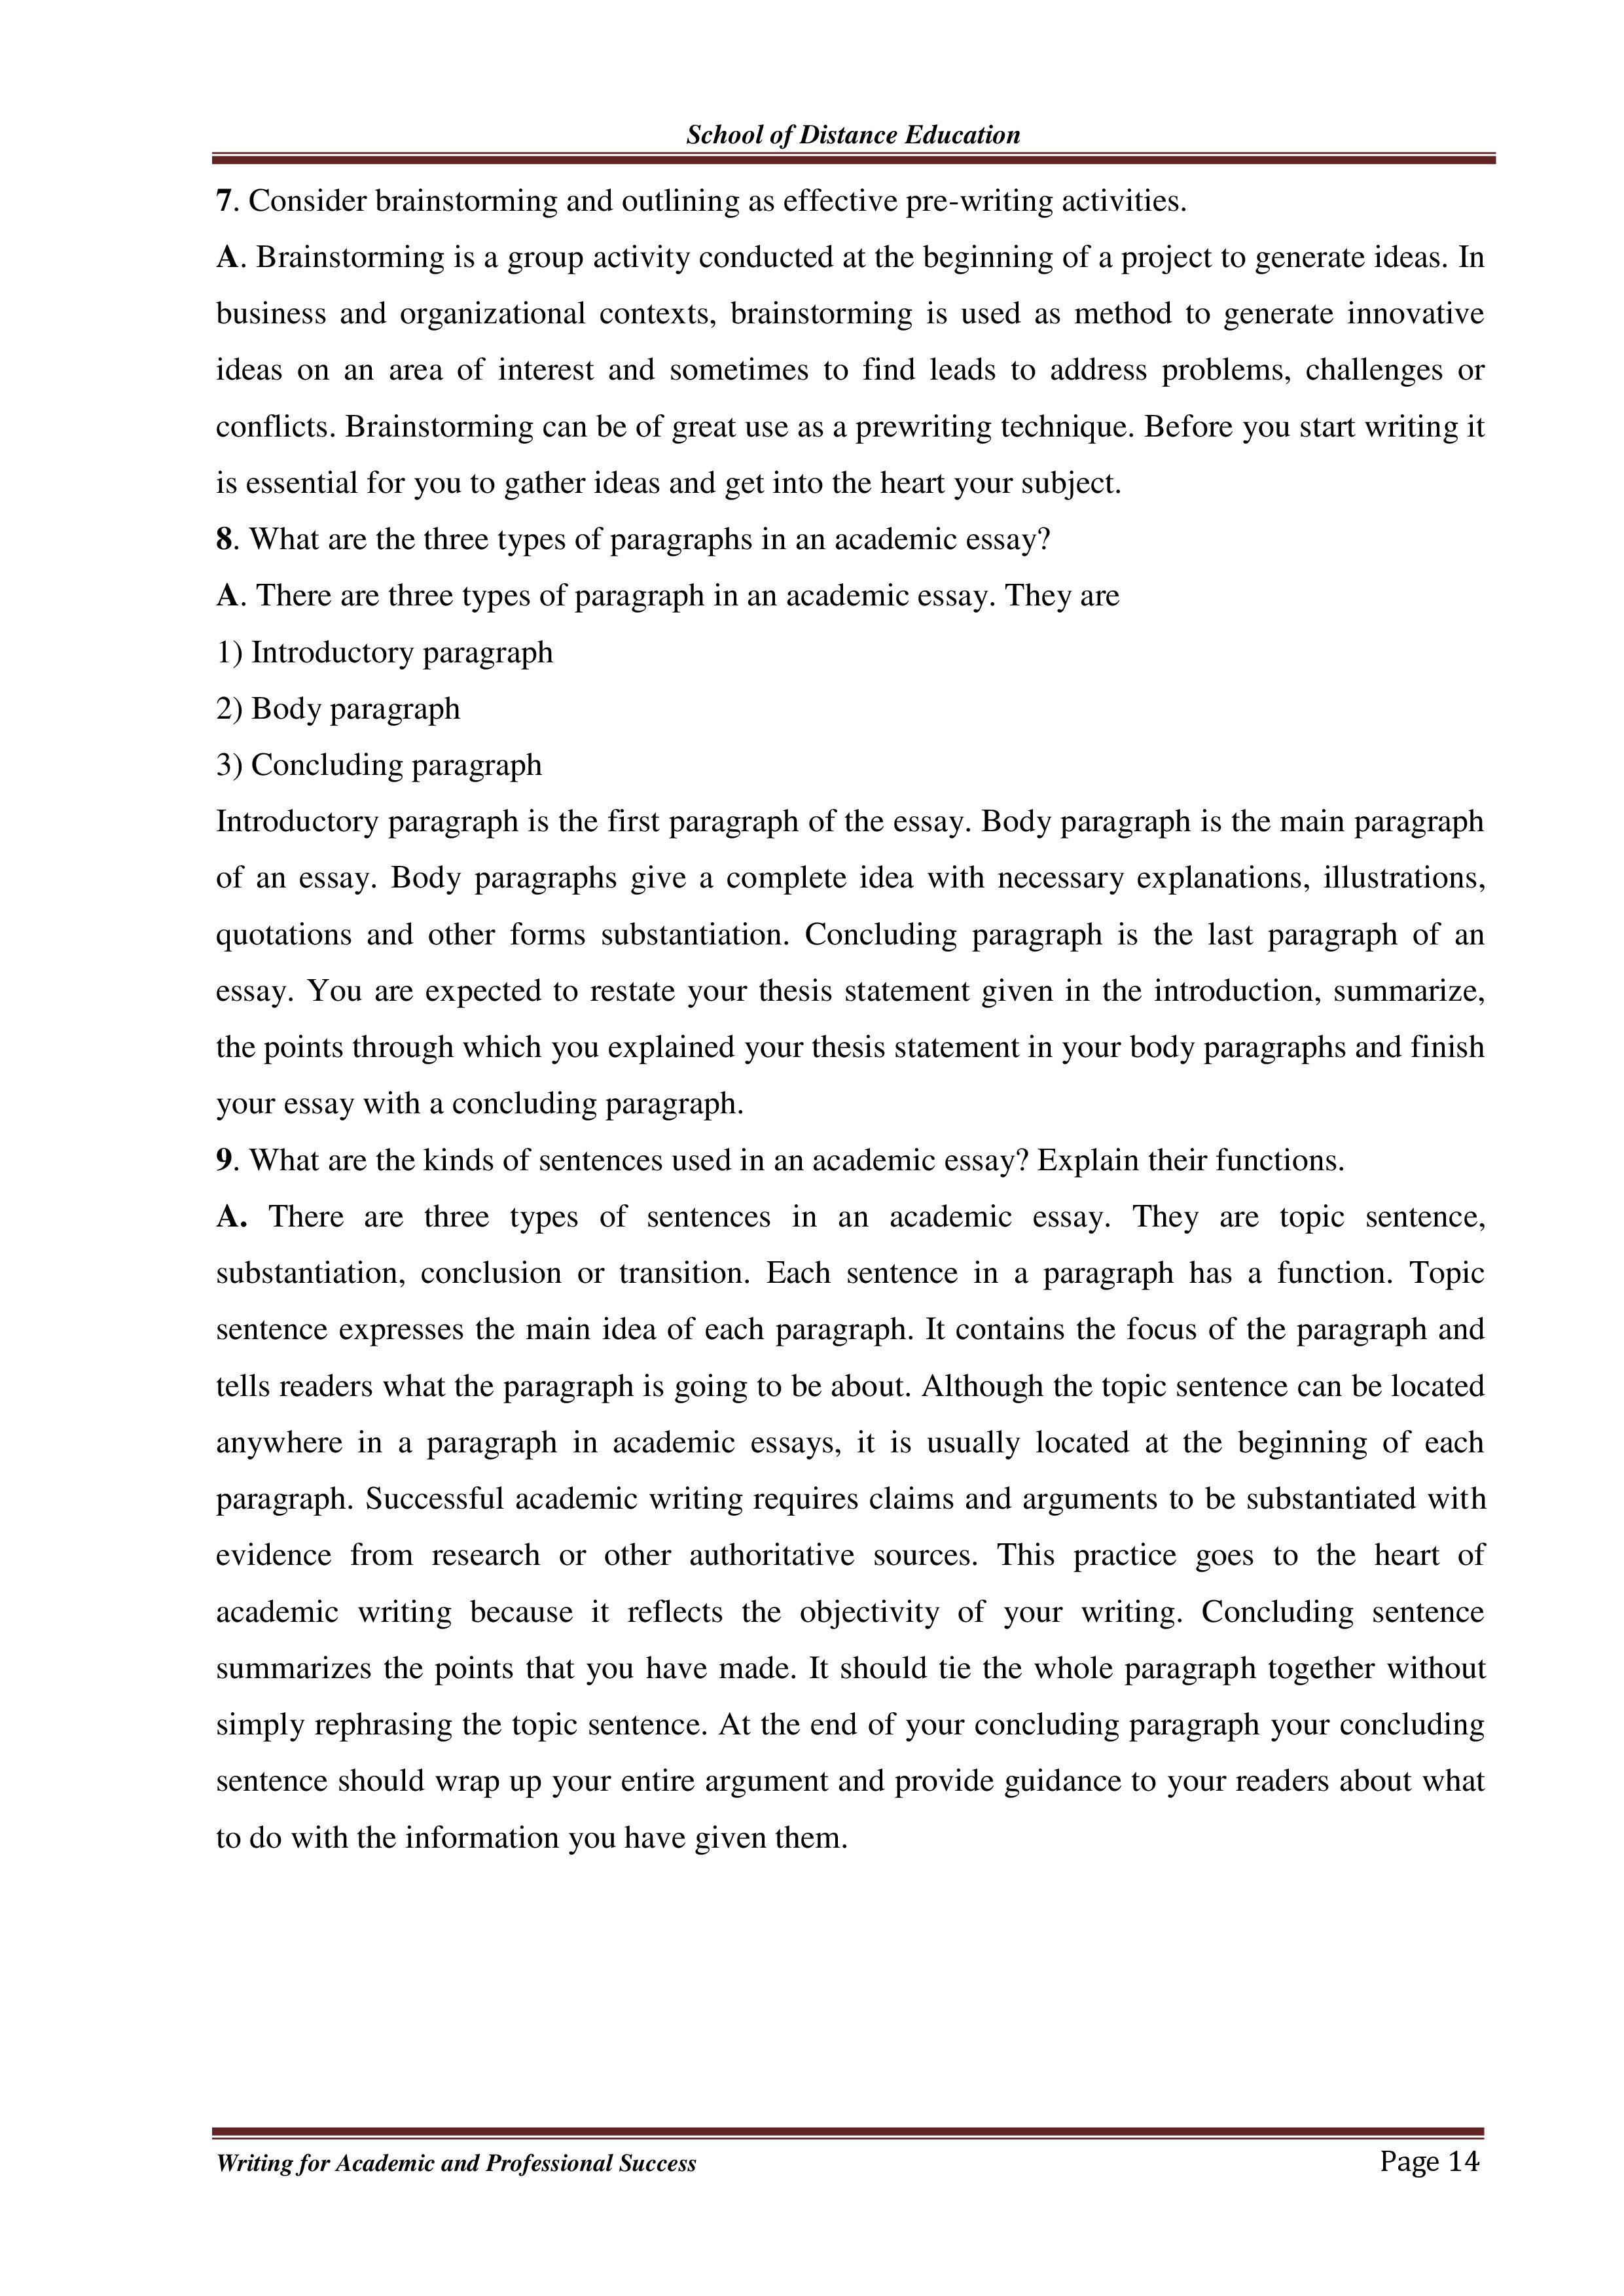 School of Distance Education
7. Consider brainstorming and outlining as effective pre-writing activities.
A. Brainstorming is a group activity conducted at the beginning of a project to generate ideas. In
business and organizational contexts, brainstorming is used as method to generate innovative
ideas on an area of interest and sometimes to find leads to address problems, challenges or
conflicts. Brainstorming can be of great use as a prewriting technique. Before you start writing it
is essential for you to gather ideas and get into the heart your subject.
8. What are the three types of paragraphs in an academic essay?
A. There are three types of paragraph in an academic essay. They are
1) Introductory paragraph
2) Body paragraph
3) Concluding paragraph
Introductory paragraph is the first paragraph of the essay. Body paragraph is the main paragraph
of an essay. Body paragraphs give a complete idea with necessary explanations, illustrations,
quotations and other forms substantiation. Concluding paragraph is the last paragraph of an
essay. You are expected to restate your thesis statement given in the introduction, summarize,
the points through which you explained your thesis statement in your body paragraphs and finish
your essay with a concluding paragraph.
9. What are the kinds of sentences used in an academic essay? Explain their functions.
A. There are three types of sentences in an academic essay. They are topic sentence,
substantiation, conclusion or transition. Each sentence in a paragraph has a function. Topic
sentence expresses the main idea of each paragraph. It contains the focus of the paragraph and
tells readers what the paragraph is going to be about. Although the topic sentence can be located
anywhere in a paragraph in academic essays, it is usually located at the beginning of each
paragraph. Successful academic writing requires claims and arguments to be substantiated with
evidence from research or other authoritative sources. This practice goes to the heart of
academic writing because it reflects the objectivity of your writing. Concluding sentence
summarizes the points that you have made. It should tie the whole paragraph together without
simply rephrasing the topic sentence. At the end of your concluding paragraph your concluding
sentence should wrap up your entire argument and provide guidance to your readers about what
to do with the information you have given them.
Writing for Academic and Professional Success Page 14